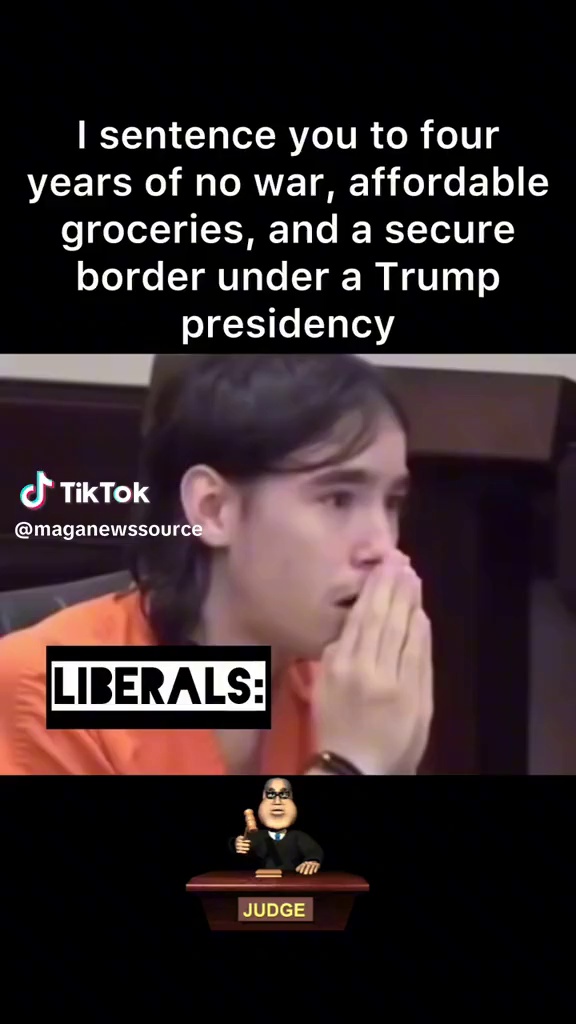 I sentence you to four
years of no war, affordable
groceries, and a secure
border under a Trump
presidency
TikTok
@maganewssource
LIBERALS:
JUDGE